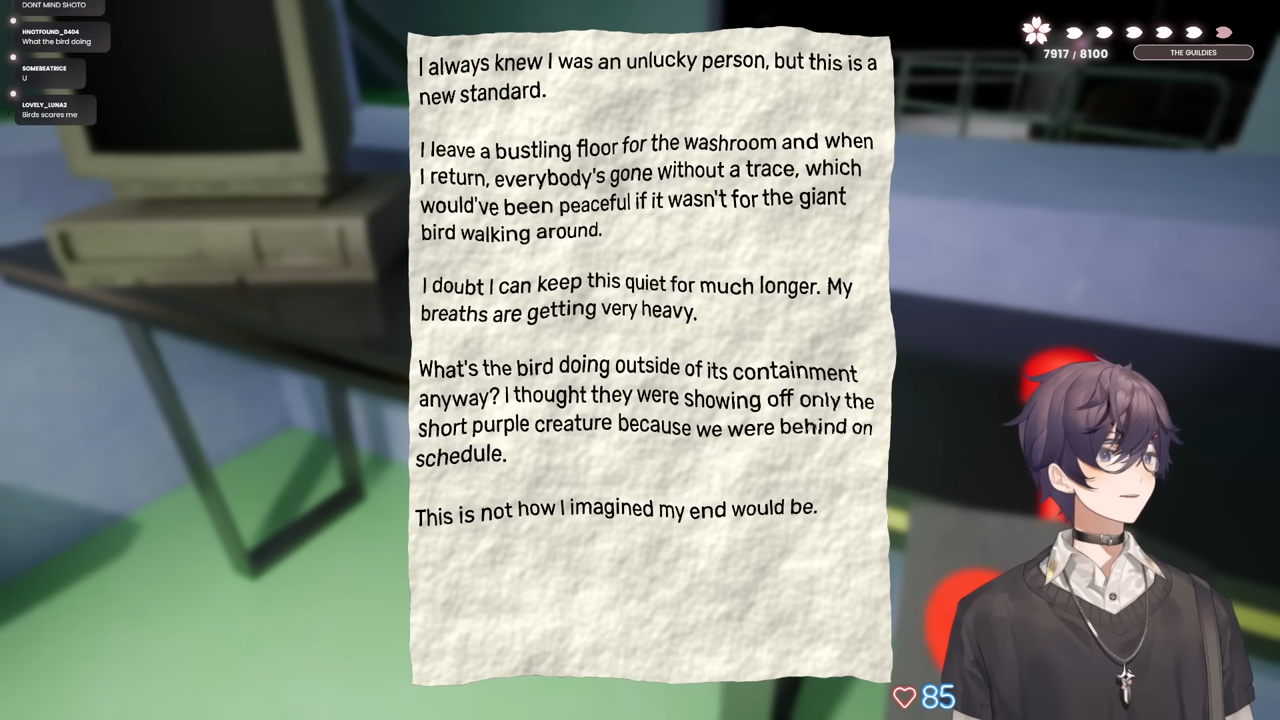 DONT MIND SHOTO
HNOTFOUND_0404
What the bird doing
SOMEBEATRICE
U
LOVELY_LUNA2
Birds scares me
7917 / 8100
THE GUILDIES
I always knew I was an unlucky person, but this is a
new standard.
I leave a bustling floor for the washroom and when
I return, everybody's gone without a trace, which
would've been peaceful if it wasn't for the giant
bird walking around.
I doubt I can keep this quiet for much longer. My
breaths are getting very heavy.
What's the bird doing outside of its containment
anyway? I thought they were showing off only the
short purple creature because we were behind on
schedule.
This is not how I imagined my end would be.
85